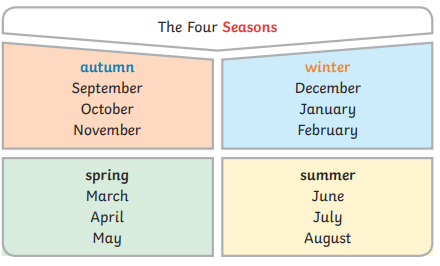 The Four Seasons
autumn
September
October
November
winter
December
January
February
spring
March
April
May
summer
June
July
August